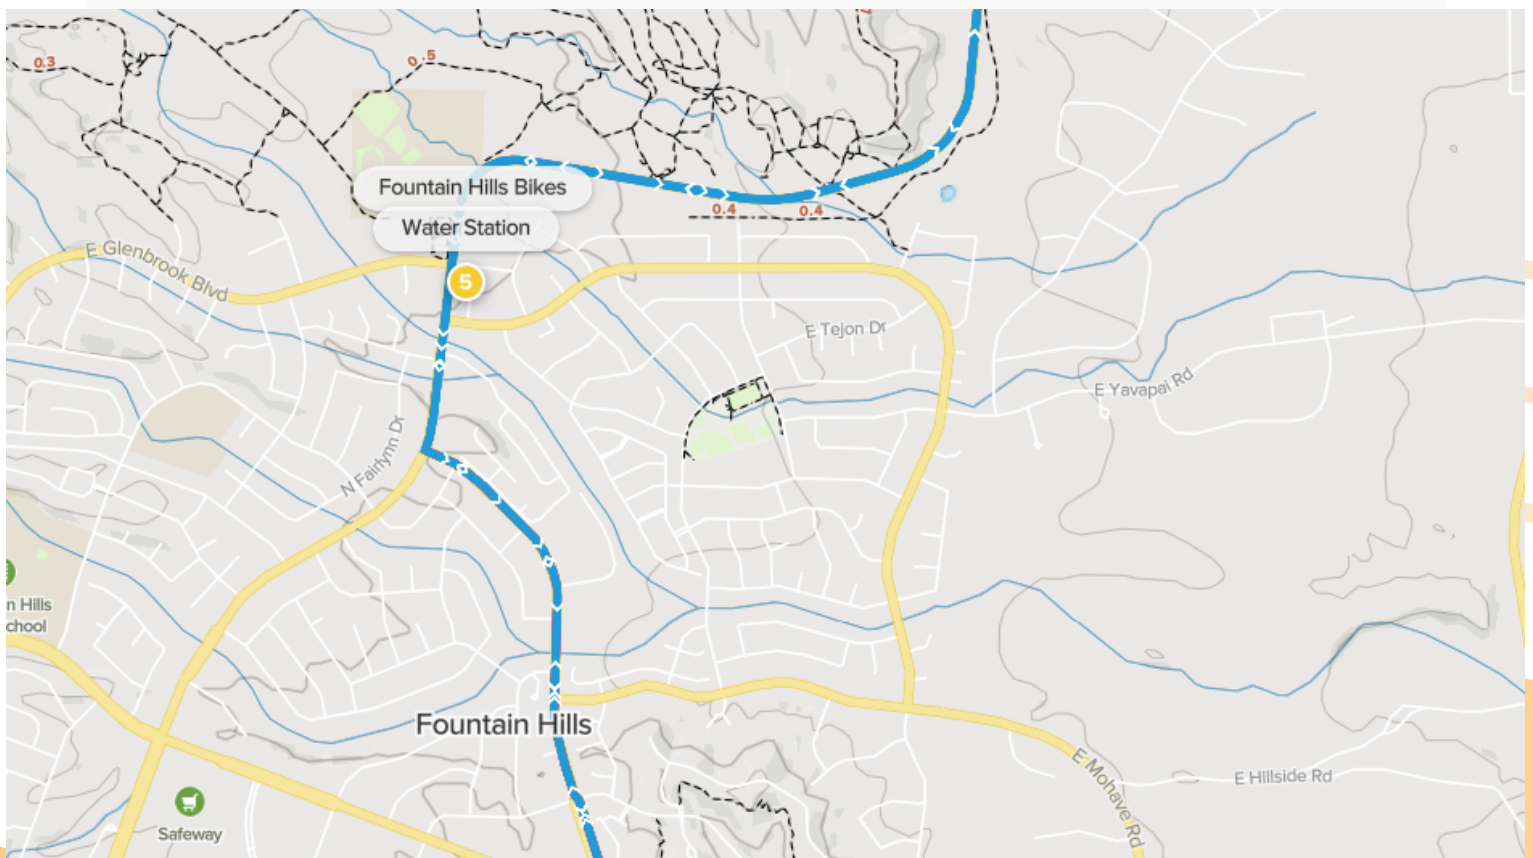 0.3
0.5
Fountain Hills Bikes
Water Station
0.4
0.4
E Glenbrook Blvd
5
E Tejon Dr
E Yavapai Rd
N Fairlynn Dr
n Hills
chool
Fountain Hills
E Mohave Rd
E Hillside Rd
Safeway